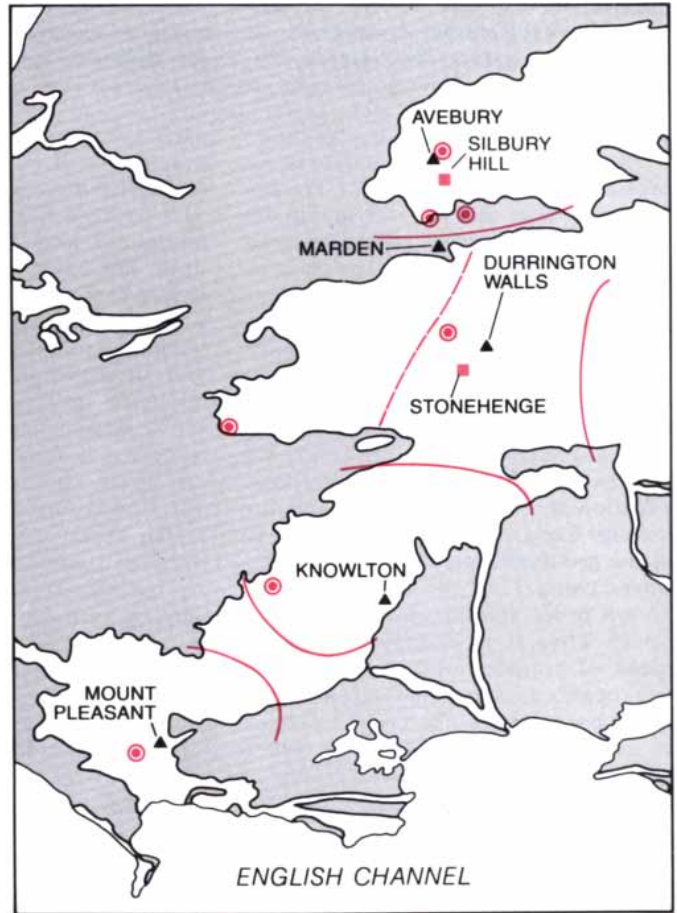 AVEBURY
SILBURY
HILL
MARDEN
DURRINGTON
WALLS
STONEHENGE
KNOWLTON
MOUNT
PLEASANT
ENGLISH CHANNEL